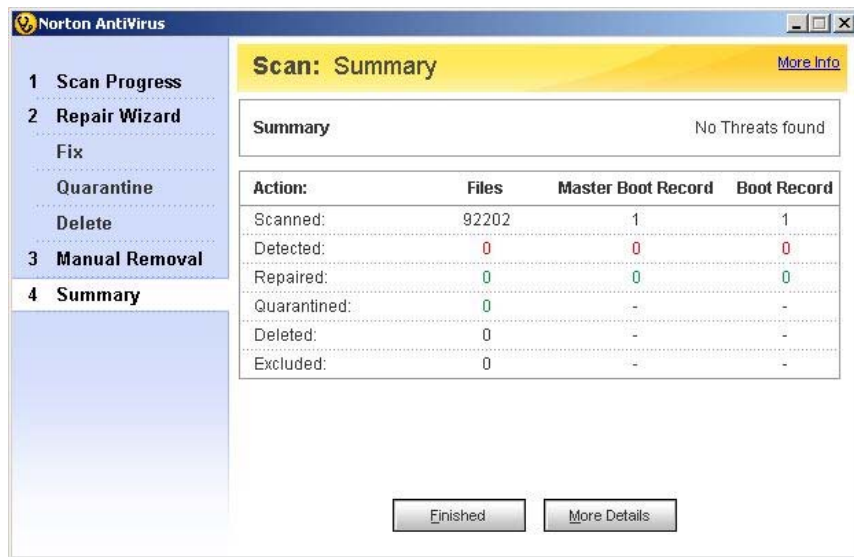 Norton AntiVirus
1 Scan Progress
2 Repair Wizard
Fix
Quarantine
Delete
3 Manual Removal
4 Summary
Scan: Summary
More Info
Summary No Threats found
Action: Files Master Boot Record Boot Record
Scanned: 92202 1 1
Detected: 0 0 0
Repaired: 0 0 0
Quarantined: 0 - -
Deleted: 0 - -
Excluded: 0 - -
Finished More Details